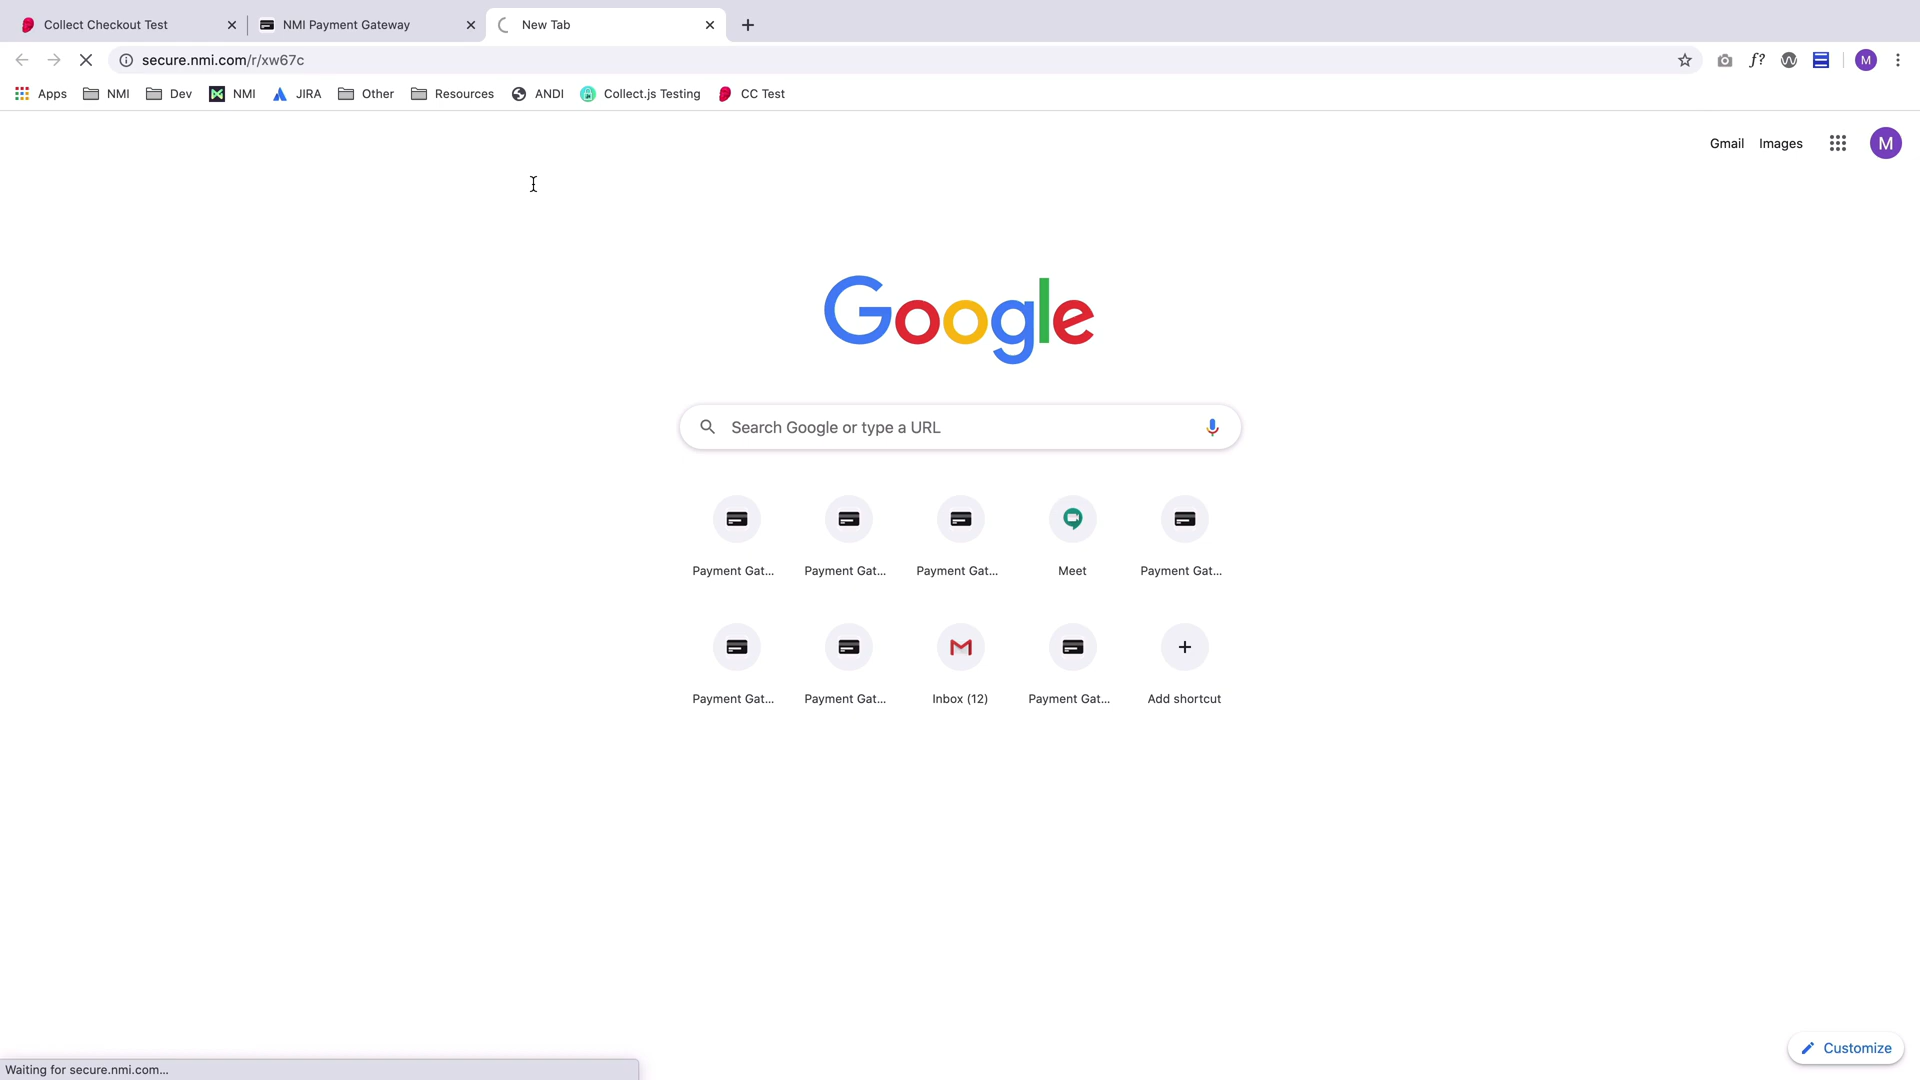 Collect Checkout Test
NMI Payment Gateway
New Tab
secure.nmi.com/r/xw67c
f?
M
Apps
NMI
Dev
NMI
JIRA
Other
Resources
ANDI
Collect.js Testing
CC Test
Gmail
Images
M
Google
Search Google or type a URL
Payment Gat...
Payment Gat...
Payment Gat...
Meet
Payment Gat...
Payment Gat...
Payment Gat...
Inbox (12)
Payment Gat...
Add shortcut
Customize
Waiting for secure.nmi.com...